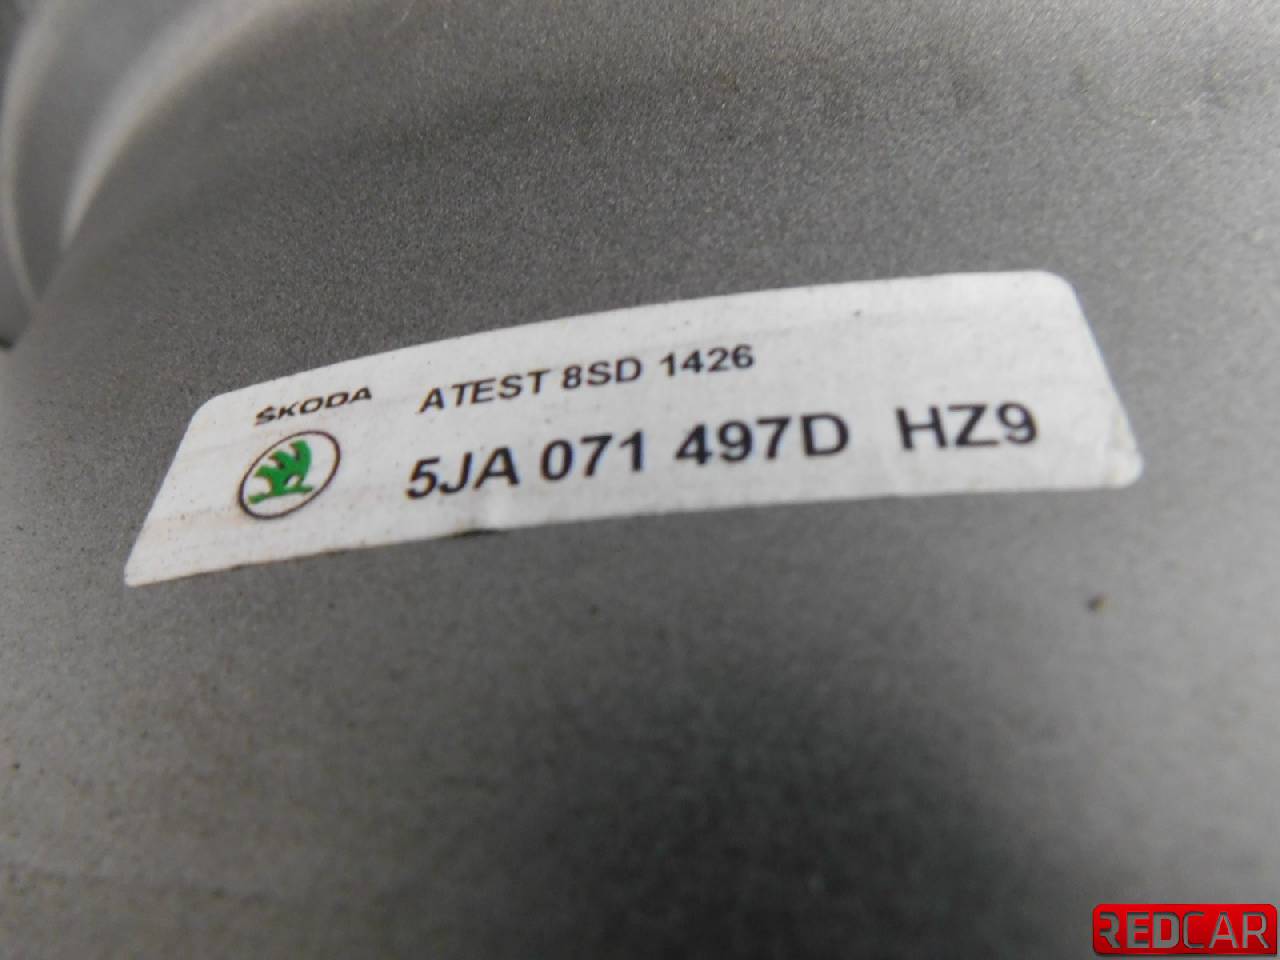 ŠKODA ATEST 8SD 1426
5JA 071 497D HZ9
REDCAR